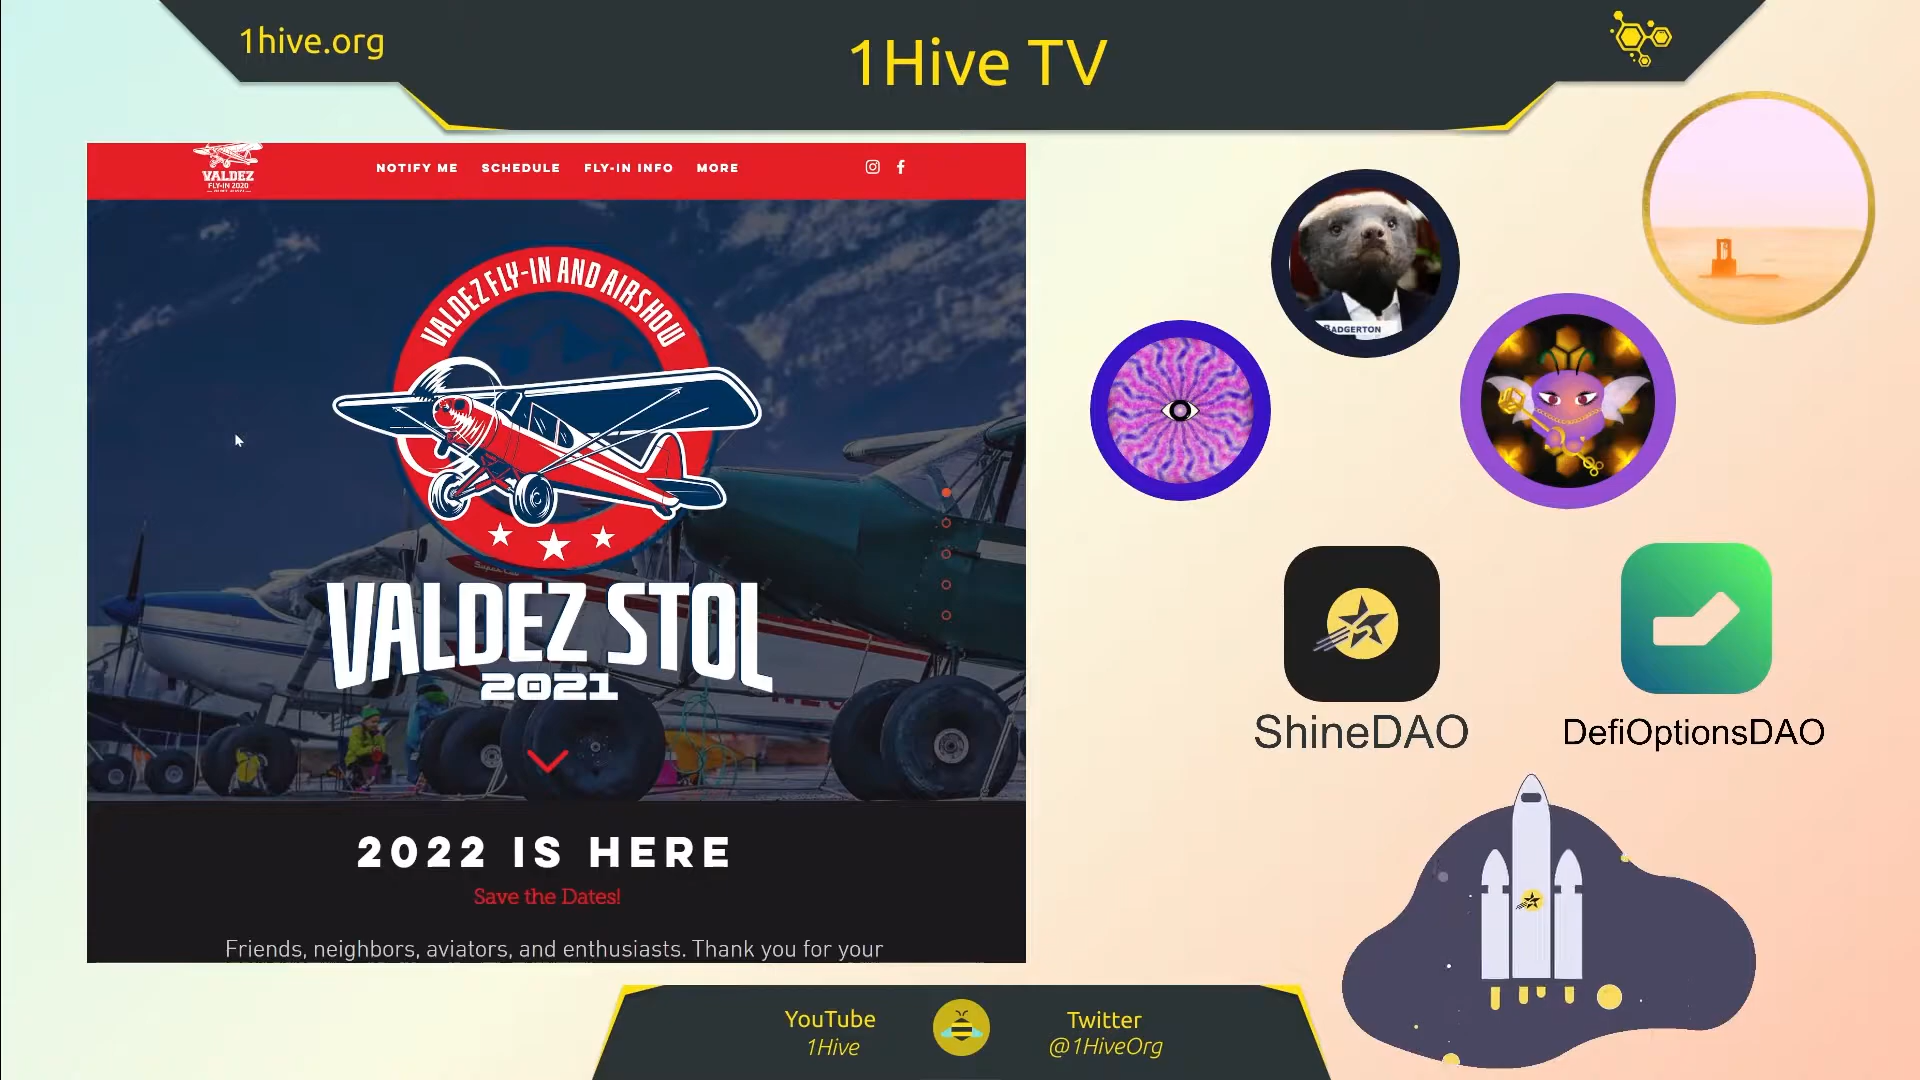 1hive.org
1Hive TV
VALDEZ
FLY-IN 2020
NOTIFY ME
SCHEDULE
FLY-IN INFO
MORE
VALDEZ FLY-IN AND AIRSHOW
VALDEZ STOL
2021
Super Cub
2022 IS HERE
Save the Dates!
Friends, neighbors, aviators, and enthusiasts. Thank you for your
BADGERTON
ShineDAO
DefiOptionsDAO
YouTube
1Hive
Twitter
@1HiveOrg